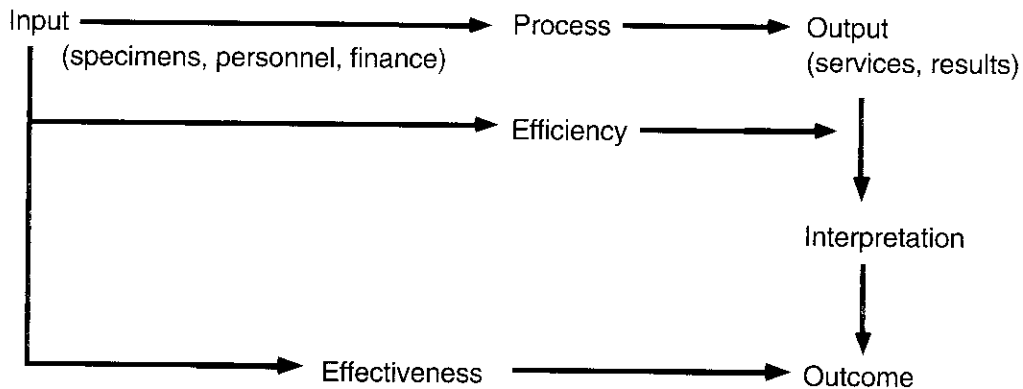 Input
Process
Output
(specimens, personnel, finance)
(services, results)
Efficiency
Interpretation
Effectiveness
Outcome